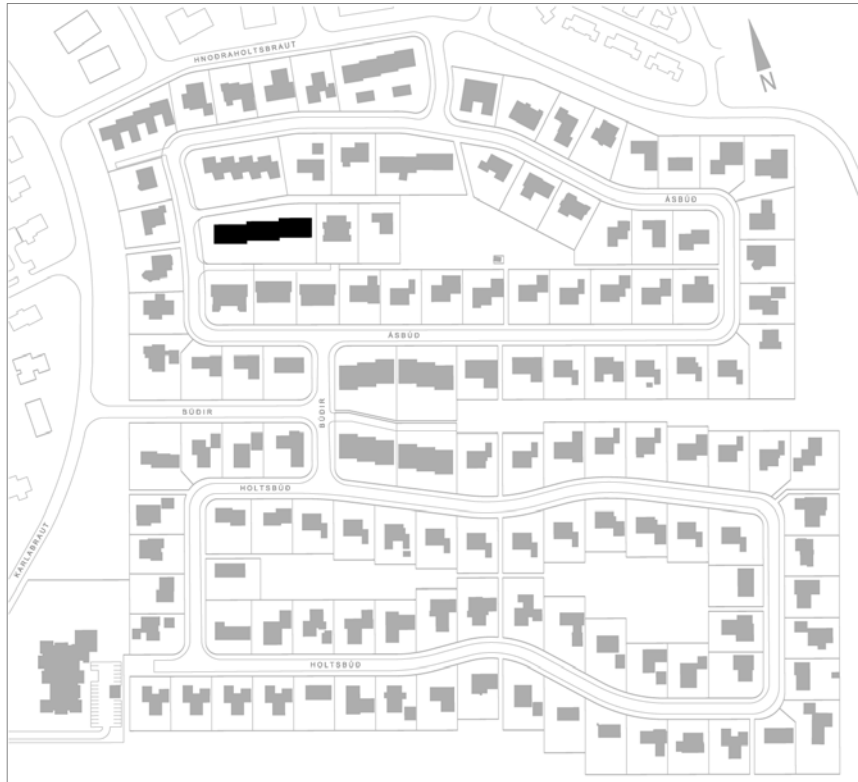 HNOÐRAHOLTSBRAUT
N
ÁSBÚÐ
ÁSBÚÐ
BÚÐIR
BÚÐIR
HOLTSBÚÐ
KARLABRAUT
HOLTSBÚÐ